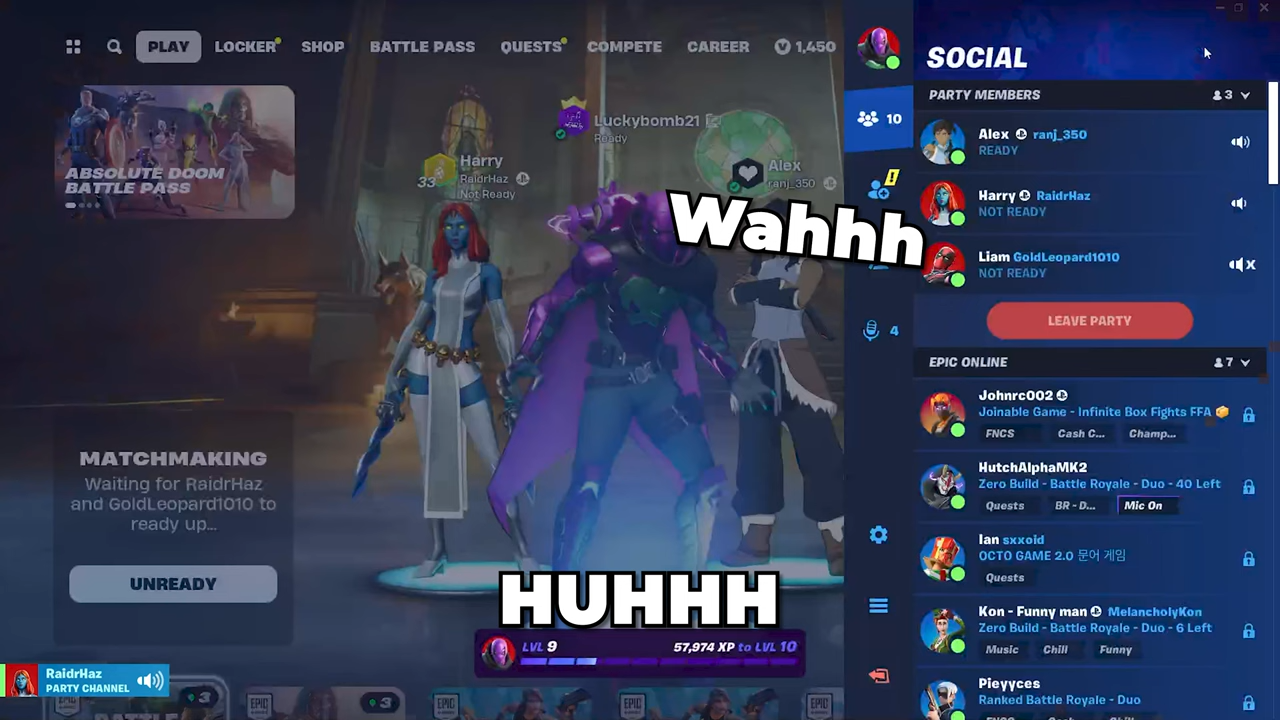 PLAY LOCKER SHOP BATTLE PASS QUESTS COMPETE CAREER 1,450
ABSOLUTE DOOM
BATTLE PASS
Luckybomb21
Ready
33
Harry
RaidrHaz
Not Ready
Alex
ranj_350
Wahhh
MATCHMAKING
Waiting for RaidrHaz
and GoldLeopard1010 to
ready up...
UNREADY
HUHHH
LVL 9 57,974 XP to LVL 10
RaidrHaz
PARTY CHANNEL
3
EPIC
3
EPIC
EPIC
EPIC
10
4
SOCIAL
PARTY MEMBERS 3
Alex ranj_350
READY
Harry RaidrHaz
NOT READY
Liam GoldLeopard1010
NOT READY
LEAVE PARTY
EPIC ONLINE 7
Johnrc002
Joinable Game - Infinite Box Fights FFA
FNCS Cash C... Champ...
HutchAlphaMK2
Zero Build - Battle Royale - Duo - 40 Left
Quests BR - D... Mic On
Ian sxxoid
OCTO GAME 2.0 문어 게임
Quests
Kon - Funny man MelancholyKon
Zero Build - Battle Royale - Duo - 6 Left
Music Chill Funny
Pieyyces
Ranked Battle Royale - Duo